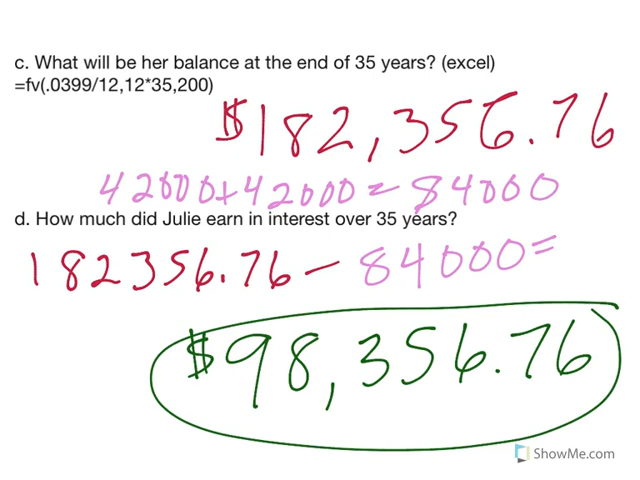 c. What will be her balance at the end of 35 years? (excel)
=fv(.0399/12,12*35,200)
$182,356.76
42000+42000=84000
d. How much did Julie earn in interest over 35 years?
182356.76-84000=
$98,356.76
ShowMe.com